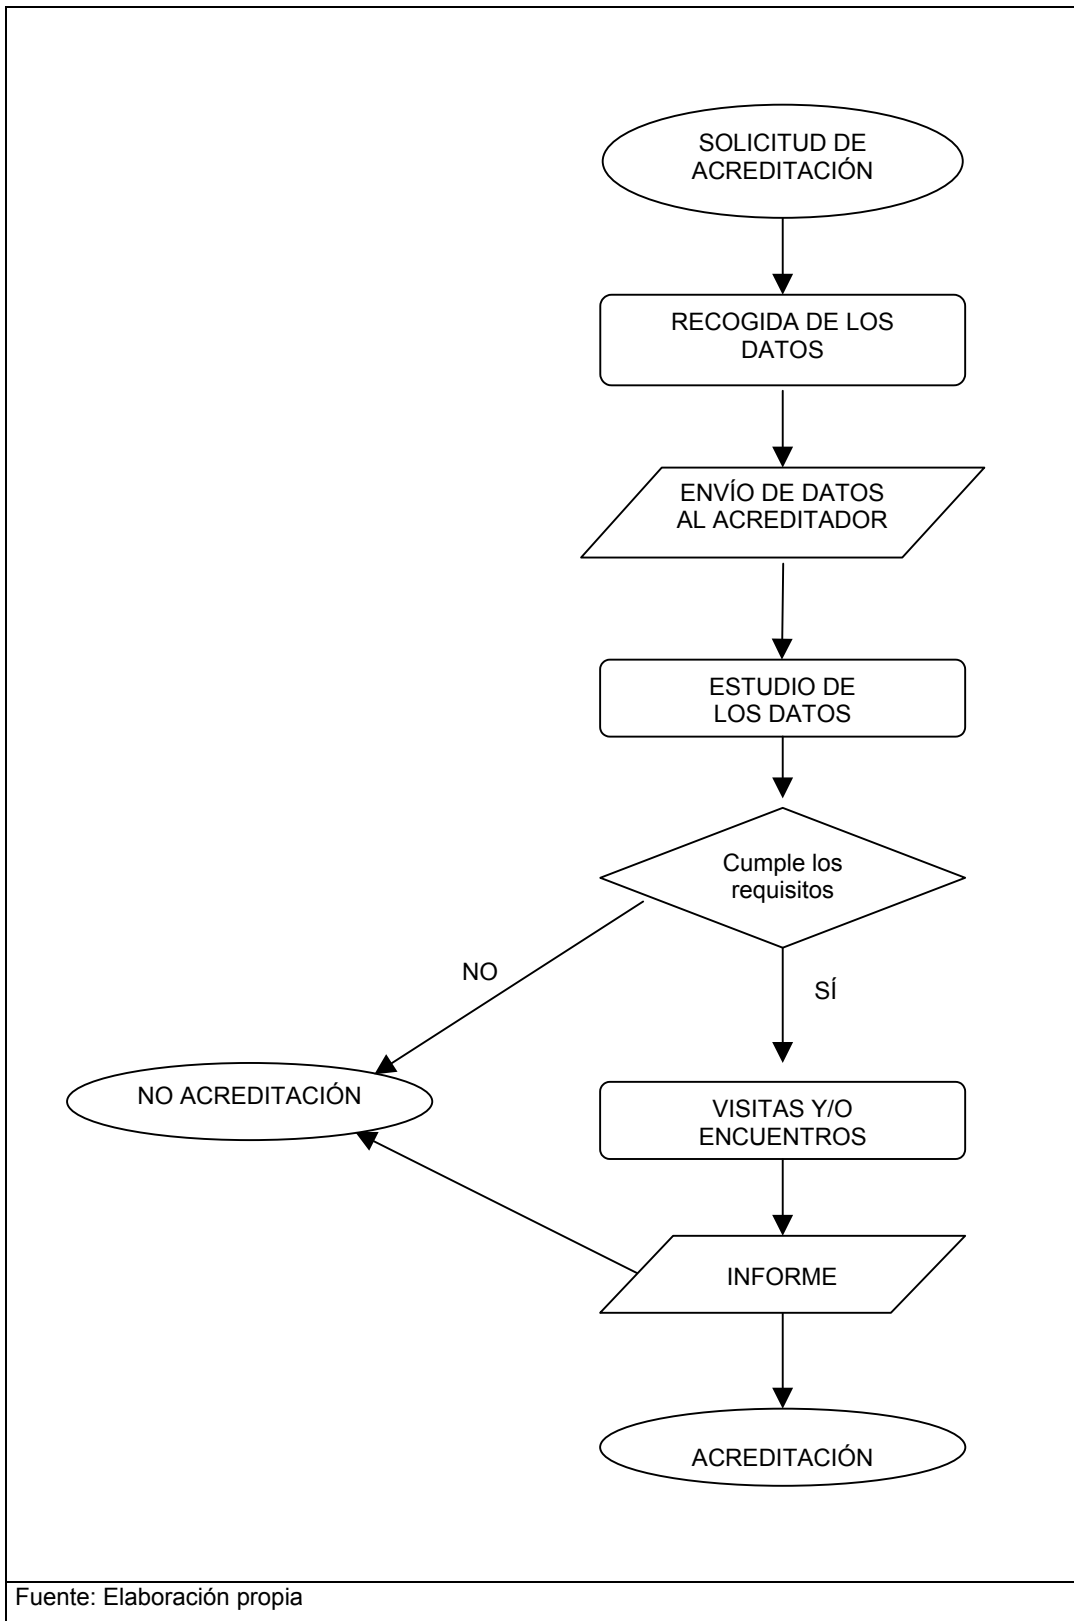 SOLICITUD DE
ACREDITACIÓN
RECOGIDA DE LOS
DATOS
ENVÍO DE DATOS
AL ACREDITADOR
ESTUDIO DE
LOS DATOS
Cumple los
requisitos
NO
SÍ
NO ACREDITACIÓN
VISITAS Y/O
ENCUENTROS
INFORME
ACREDITACIÓN
Fuente: Elaboración propia